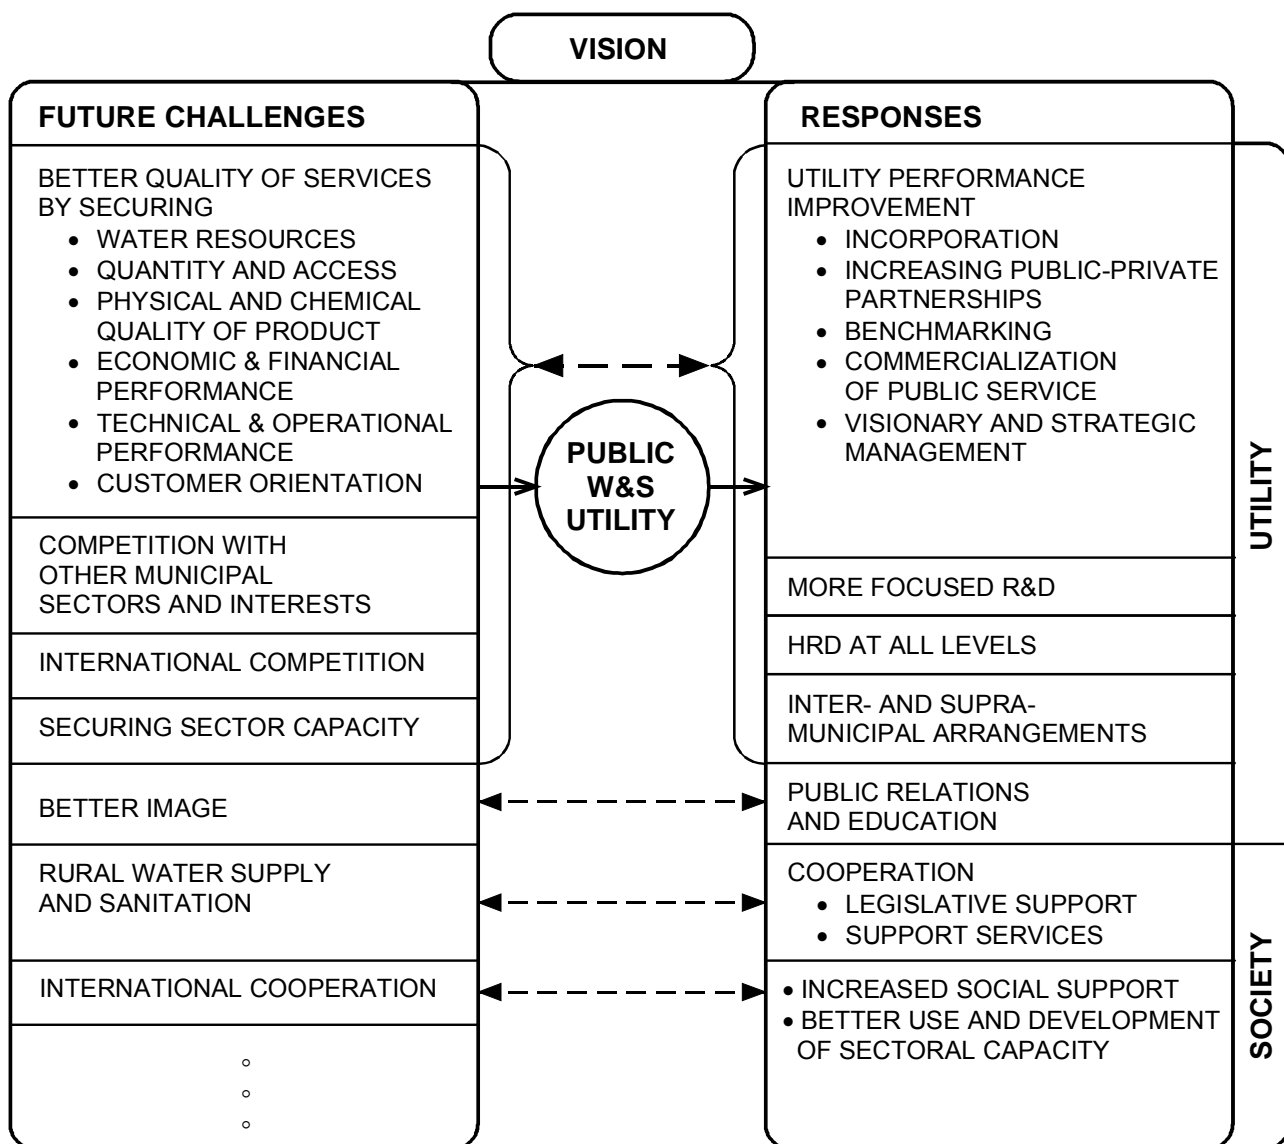 VISION
FUTURE CHALLENGES
BETTER QUALITY OF SERVICES
BY SECURING
• WATER RESOURCES
• QUANTITY AND ACCESS
• PHYSICAL AND CHEMICAL
QUALITY OF PRODUCT
• ECONOMIC & FINANCIAL
PERFORMANCE
• TECHNICAL & OPERATIONAL
PERFORMANCE
• CUSTOMER ORIENTATION
COMPETITION WITH
OTHER MUNICIPAL
SECTORS AND INTERESTS
INTERNATIONAL COMPETITION
SECURING SECTOR CAPACITY
BETTER IMAGE
RURAL WATER SUPPLY
AND SANITATION
INTERNATIONAL COOPERATION
PUBLIC
W&S
UTILITY
RESPONSES
UTILITY PERFORMANCE
IMPROVEMENT
• INCORPORATION
• INCREASING PUBLIC-PRIVATE
PARTNERSHIPS
• BENCHMARKING
• COMMERCIALIZATION
OF PUBLIC SERVICE
• VISIONARY AND STRATEGIC
MANAGEMENT
MORE FOCUSED R&D
HRD AT ALL LEVELS
INTER- AND SUPRA-
MUNICIPAL ARRANGEMENTS
PUBLIC RELATIONS
AND EDUCATION
COOPERATION
• LEGISLATIVE SUPPORT
• SUPPORT SERVICES
• INCREASED SOCIAL SUPPORT
• BETTER USE AND DEVELOPMENT
OF SECTORAL CAPACITY
UTILITY
SOCIETY